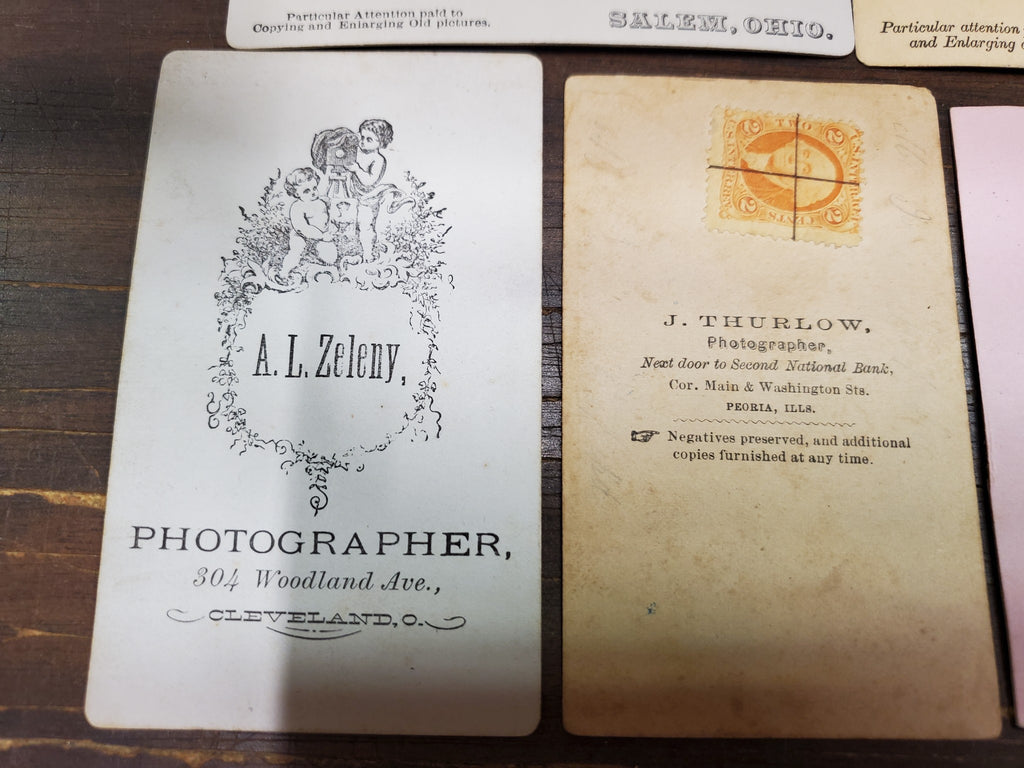 Particular Attention paid to
Copying and Enlarging Old pictures.
SALEM, OHIO.
Particular attention
and Enlarging
A. L. Zeleny,
PHOTOGRAPHER,
304 Woodland Ave.,
CLEVELAND, O.
TWO
CENTS
J. THURLOW,
Photographer,
Next door to Second National Bank,
Cor. Main & Washington Sts.
PEORIA, ILLS.
Negatives preserved, and additional
copies furnished at any time.